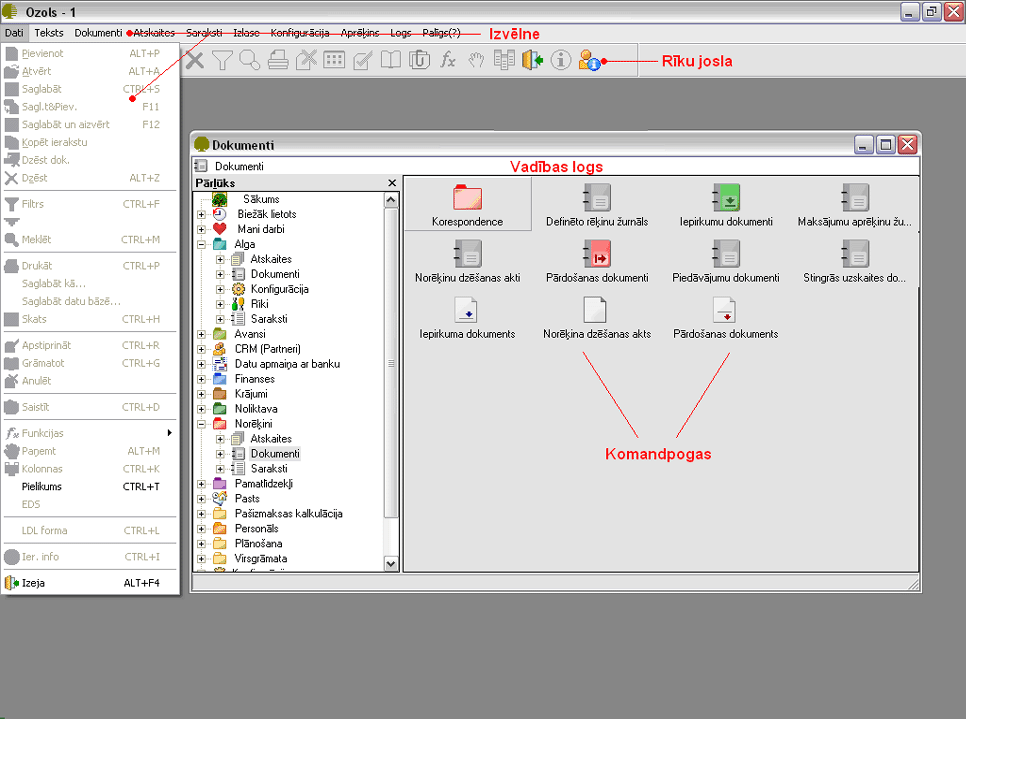 Ozols - 1
Dati Teksts Dokumenti Atskaites Saraksti Izlase Konfigurācija Aprēķins Logs Palīgs(?) Izvēlne
Rīku josla
Pievienot ALT+P
Atvērt ALT+A
Saglabāt CTRL+S
Sagl.t&Piev. F11
Saglabāt un aizvērt F12
Kopēt ierakstu
Dzēst dok.
Dzēst ALT+Z
Filtrs CTRL+F
Meklēt CTRL+M
Drukāt CTRL+P
Saglabāt kā...
Saglabāt datu bāzē...
Skats CTRL+H
Apstiprināt CTRL+R
Grāmatot CTRL+G
Anulēt
Saistīt CTRL+D
Funkcijas
Paņemt ALT+M
Kolonnas CTRL+K
Pielikums CTRL+T
EDS
LDL forma CTRL+L
Ier. info CTRL+I
Izeja ALT+F4
Dokumenti
Dokumenti
Vadības logs
Pārlūks
Sākums
Biežāk lietots
Mani darbi
Alga
Atskaites
Dokumenti
Konfigurācija
Rīki
Saraksti
Avansi
CRM (Partneri)
Datu apmaiņa ar banku
Finanses
Krājumi
Noliktava
Norēķini
Atskaites
Dokumenti
Saraksti
Pamatlīdzekļi
Pasts
Pašizmaksas kalkulācija
Personāls
Plānošana
Virsgrāmata
Korespondence Definēto rēķinu žurnāls Iepirkumu dokumenti Maksājumu aprēķinu žu...
Norēķinu dzēšanas akti Pārdošanas dokumenti Piedāvājumu dokumenti Stingrās uzskaites do...
Iepirkuma dokuments Norēķina dzēšanas akts Pārdošanas dokuments
Komandpogas